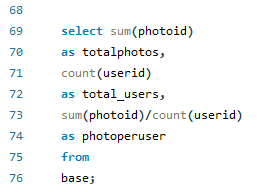 68
69 select sum(photoid)
70 as totalphotos,
71 count(userid)
72 as total_users,
73 sum(photoid)/count(userid)
74 as photoperuser
75 from
76 base;